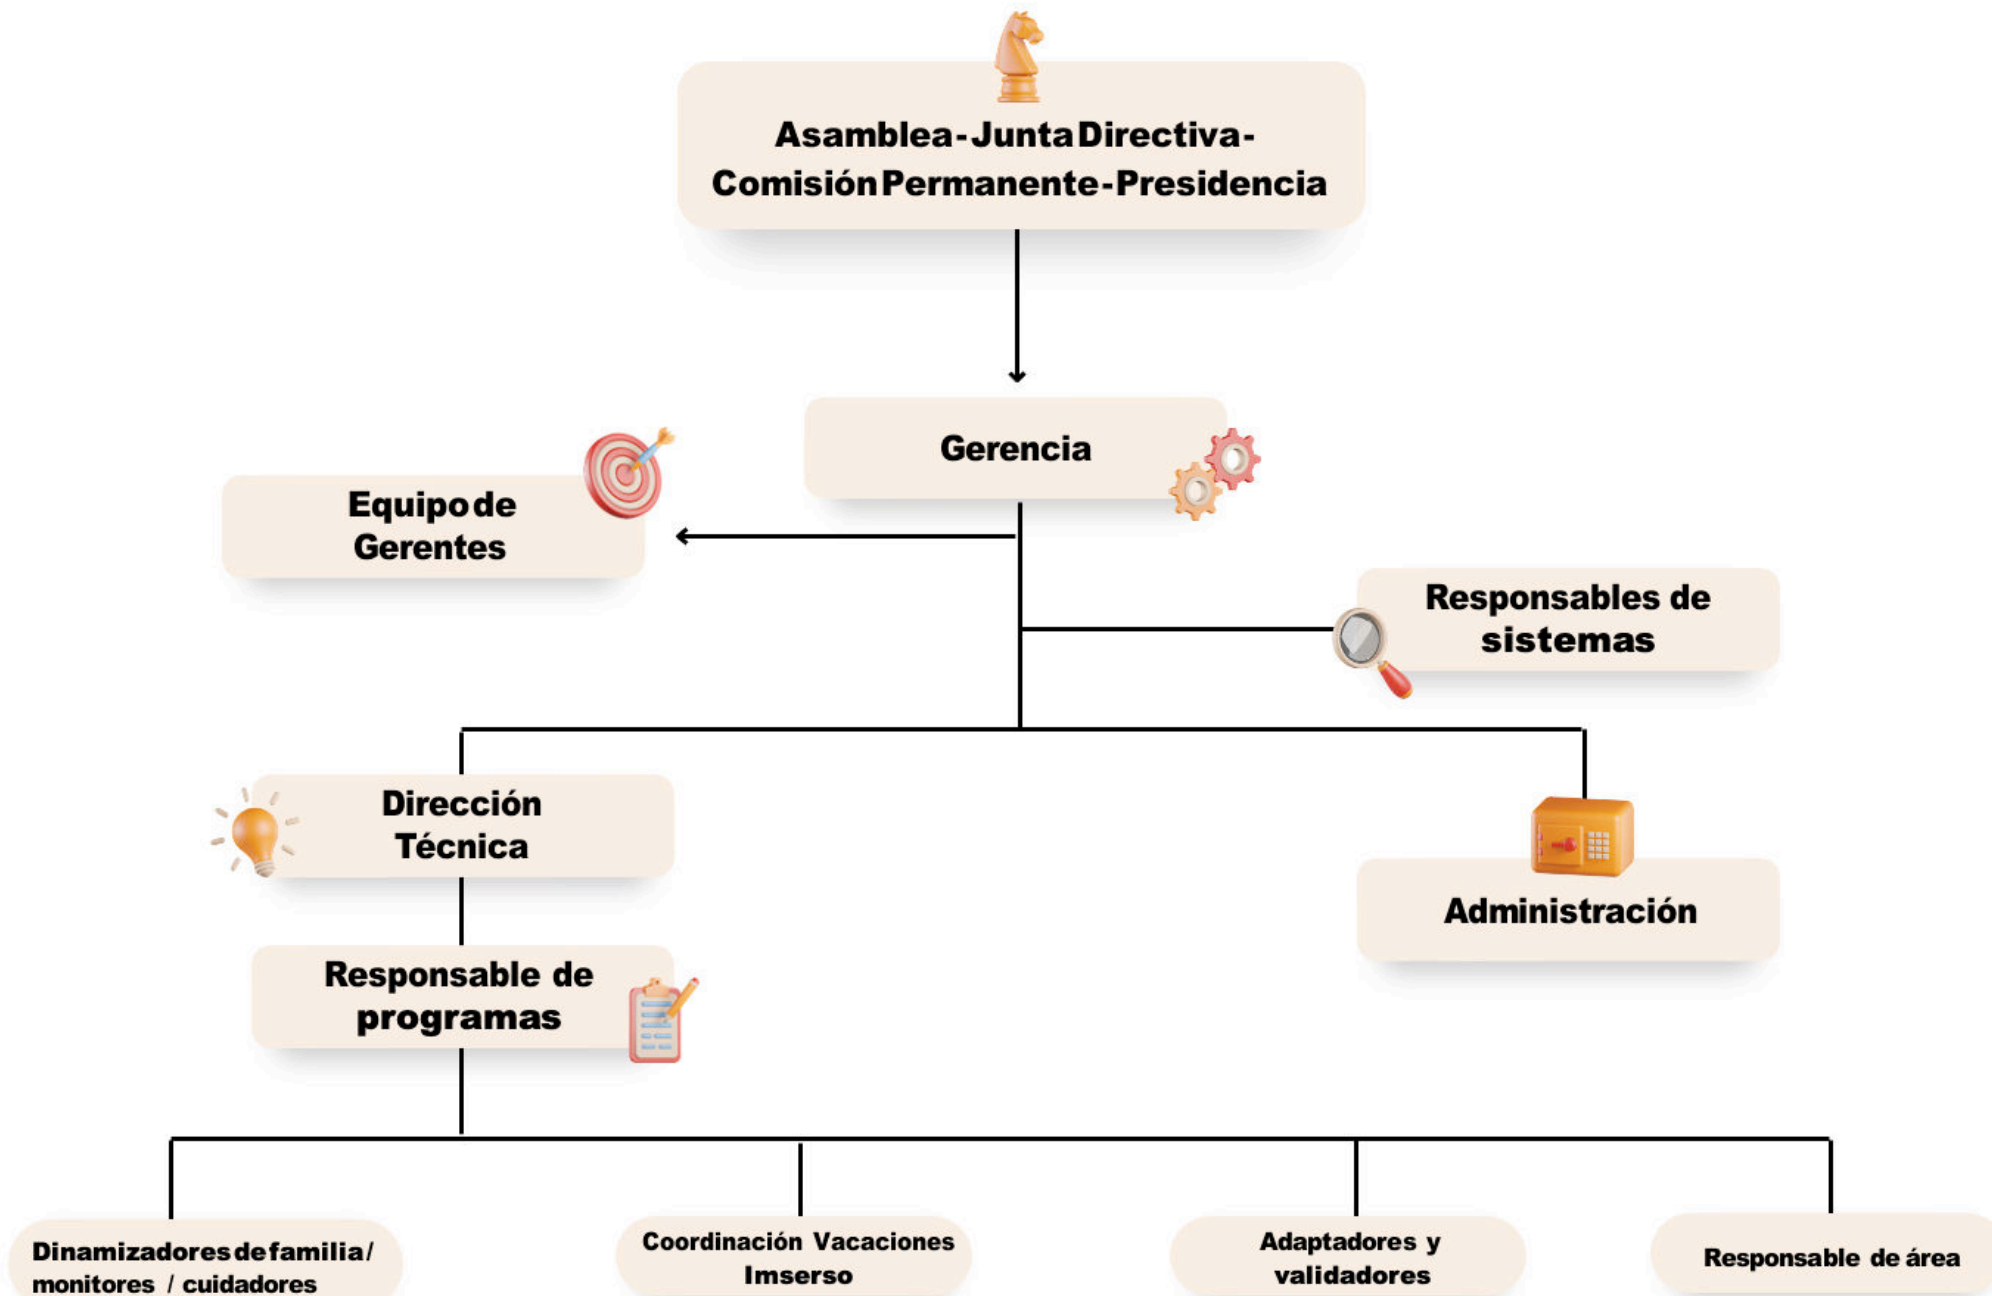 Asamblea - Junta Directiva -
Comisión Permanente - Presidencia
Gerencia
Equipo de
Gerentes
Responsables de
sistemas
Dirección
Técnica
Administración
Responsable de
programas
Dinamizadores de familia /
monitores / cuidadores
Coordinación Vacaciones
Imserso
Adaptadores y
validadores
Responsable de área